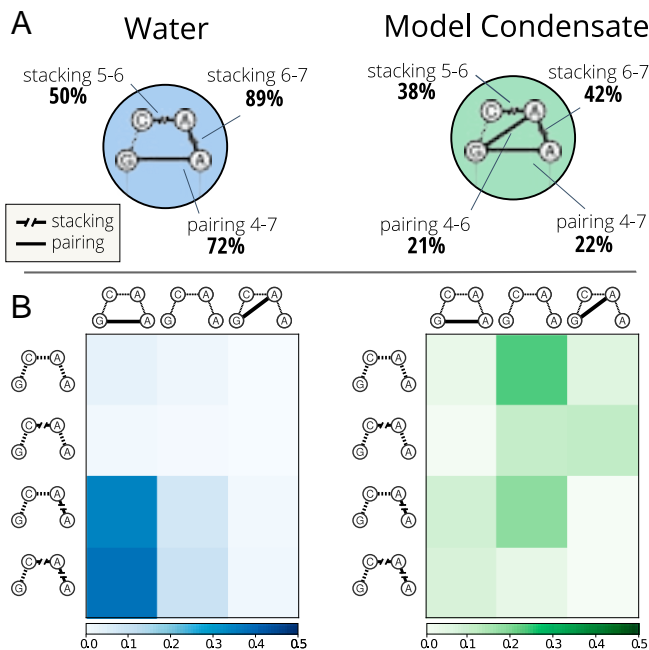 A
Water
Model Condensate
stacking 5-6
50%
stacking 6-7
89%
C A
G A
pairing 4-7
72%
stacking 5-6
38%
stacking 6-7
42%
C A
G A
pairing 4-6
21%
pairing 4-7
22%
stacking
pairing
B
C A C A C A
G A G A G A
C A C A C A
G A G A G A
C A
G A
C A
G A
C A
G A
C A
G A
C A
G A
C A
G A
C A
G A
C A
G A
0.0 0.1 0.2 0.3 0.4 0.5
0.0 0.1 0.2 0.3 0.4 0.5